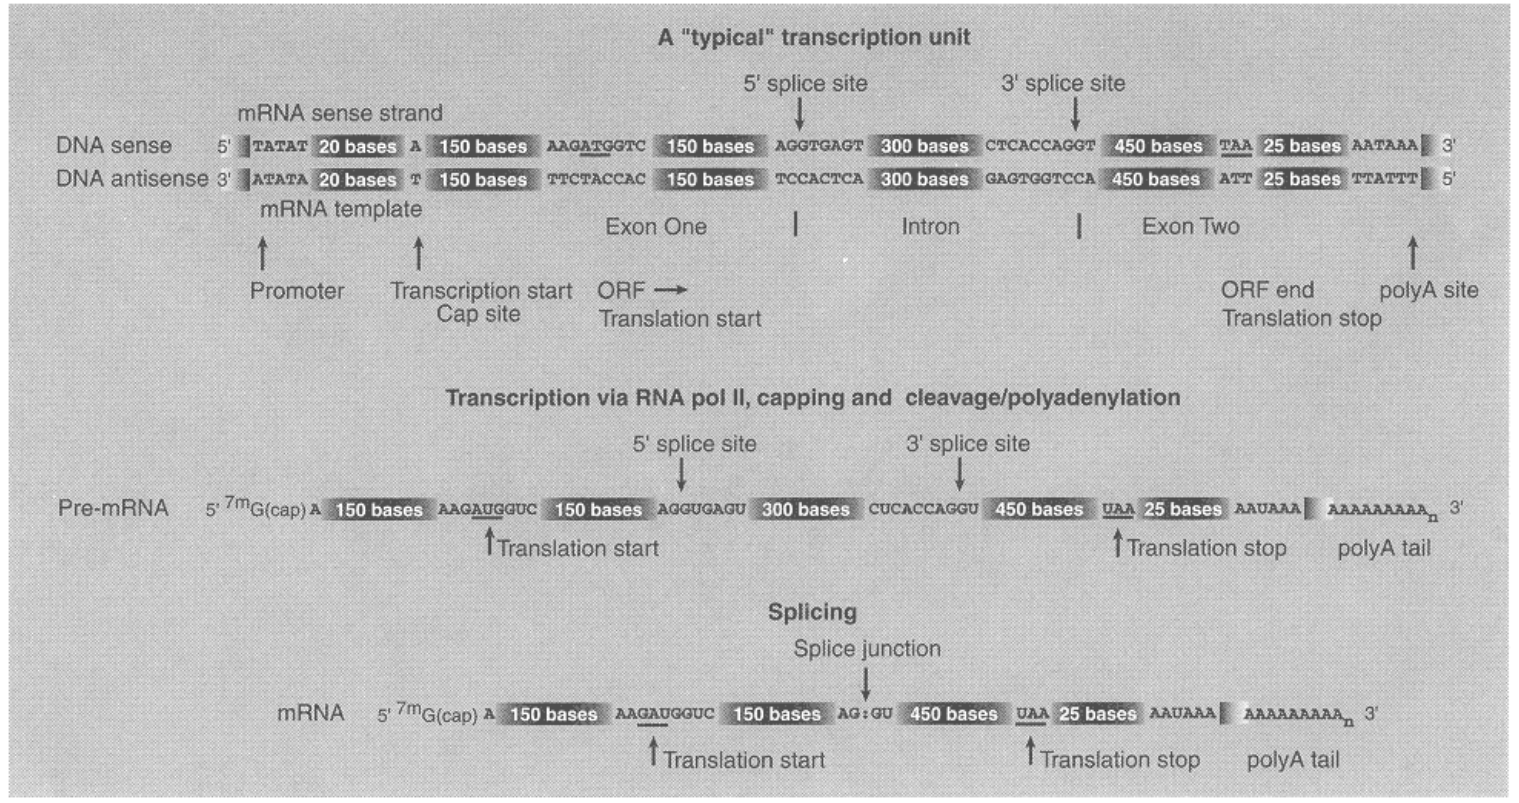 A "typical" transcription unit
5' splice site 3' splice site
mRNA sense strand
DNA sense 5' TATAT 20 bases A 150 bases AAGATGGTC 150 bases AGGTGAGT 300 bases CTCACCAGGT 450 bases TAA 25 bases AATAAA 3'
DNA antisense 3' ATATA 20 bases T 150 bases TTCTACCAC 150 bases TCCACTCA 300 bases GAGTGGTCCA 450 bases ATT 25 bases TTATTT 5'
mRNA template
Exon One | Intron | Exon Two
Promoter Transcription start ORF → ORF end polyA site
Cap site Translation start Translation stop
Transcription via RNA pol II, capping and cleavage/polyadenylation
5' splice site 3' splice site
Pre-mRNA 5' 7mG(cap) A 150 bases AAGAUGGUC 150 bases AGGUGAGU 300 bases CUCACCAGGU 450 bases UAA 25 bases AAUAAA AAAAAAAAAn 3'
Translation start Translation stop polyA tail
Splicing
Splice junction
mRNA 5' 7mG(cap) A 150 bases AAGAUGGUC 150 bases AG:GU 450 bases UAA 25 bases AAUAAA AAAAAAAAAn 3'
Translation start Translation stop polyA tail